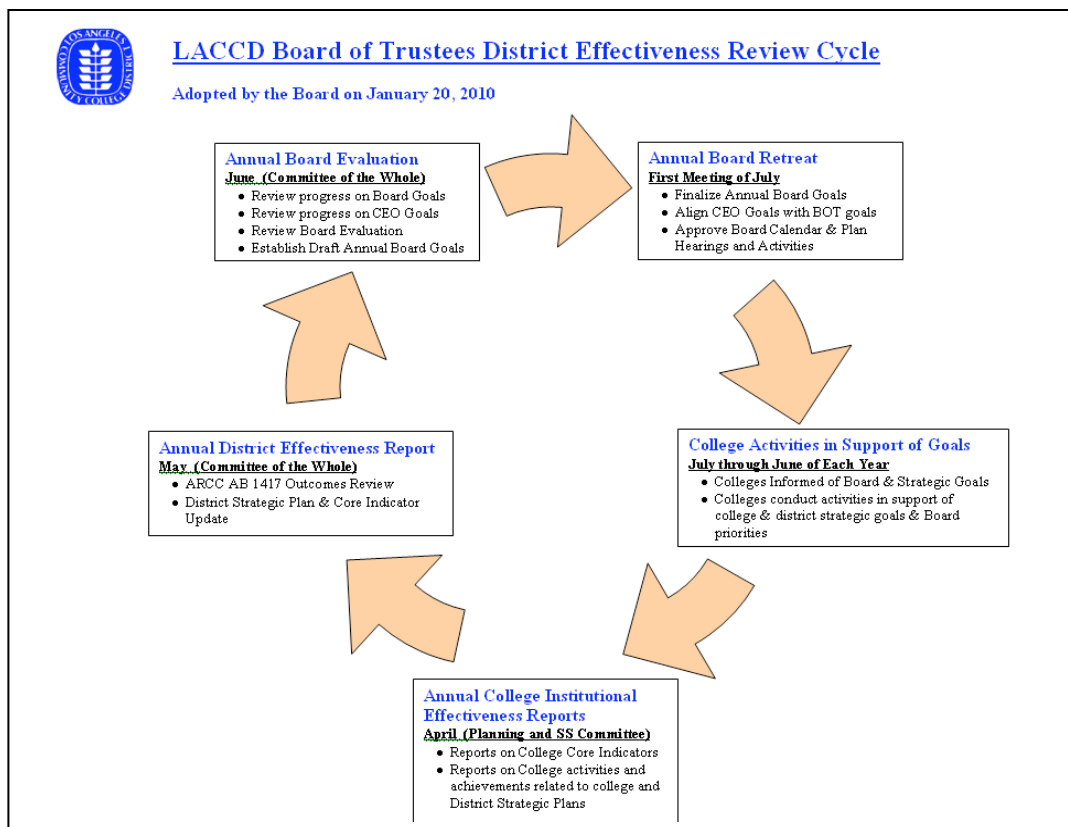 LOS ANGELES COMMUNITY COLLEGE DISTRICT
LACCD Board of Trustees District Effectiveness Review Cycle
Adopted by the Board on January 20, 2010
Annual Board Evaluation
June (Committee of the Whole)
• Review progress on Board Goals
• Review progress on CEO Goals
• Review Board Evaluation
• Establish Draft Annual Board Goals
Annual Board Retreat
First Meeting of July
• Finalize Annual Board Goals
• Align CEO Goals with BOT goals
• Approve Board Calendar & Plan
Hearings and Activities
College Activities in Support of Goals
July through June of Each Year
• Colleges Informed of Board & Strategic Goals
• Colleges conduct activities in support of
college & district strategic goals & Board
priorities
Annual College Institutional
Effectiveness Reports
April (Planning and SS Committee)
• Reports on College Core Indicators
• Reports on College activities and
achievements related to college and
District Strategic Plans
Annual District Effectiveness Report
May (Committee of the Whole)
• ARCC AB 1417 Outcomes Review
• District Strategic Plan & Core Indicator
Update